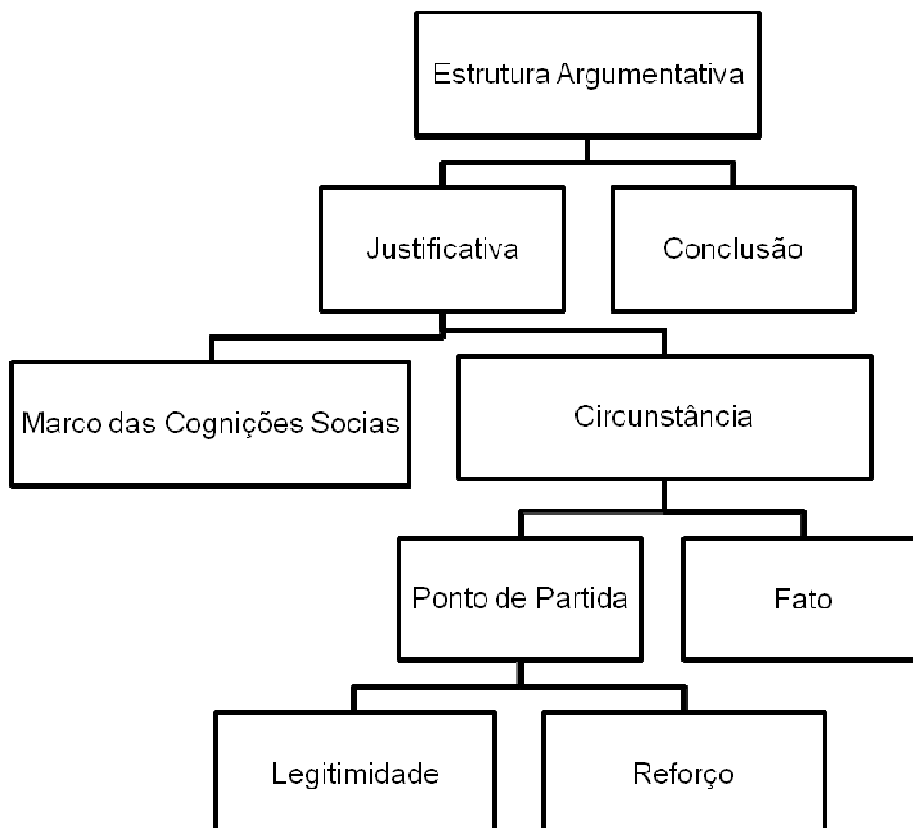 Estrutura Argumentativa
Justificativa
Conclusão
Marco das Cognições Socias
Circunstância
Ponto de Partida
Fato
Legitimidade
Reforço